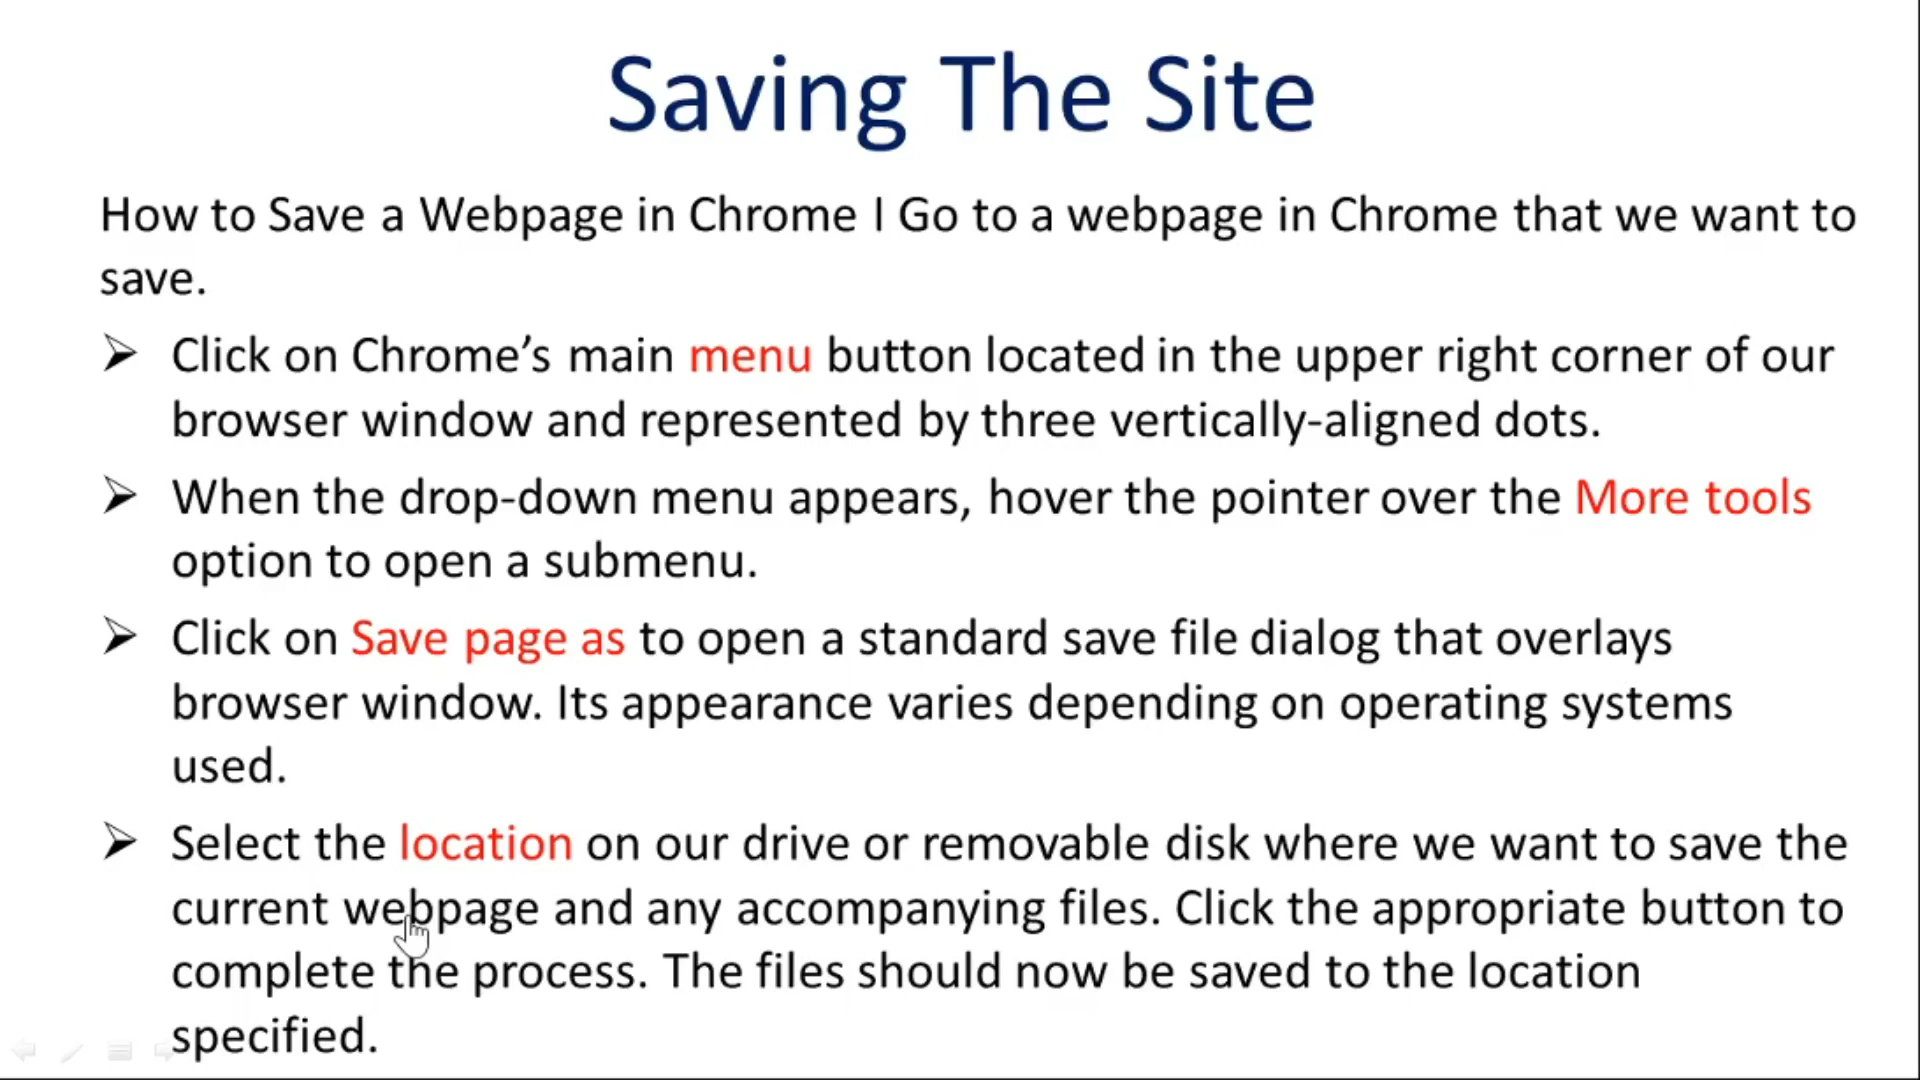 Saving The Site
How to Save a Webpage in Chrome I Go to a webpage in Chrome that we want to
save.
Click on Chrome’s main menu button located in the upper right corner of our
browser window and represented by three vertically-aligned dots.
When the drop-down menu appears, hover the pointer over the More tools
option to open a submenu.
Click on Save page as to open a standard save file dialog that overlays
browser window. Its appearance varies depending on operating systems
used.
Select the location on our drive or removable disk where we want to save the
current webpage and any accompanying files. Click the appropriate button to
complete the process. The files should now be saved to the location
specified.